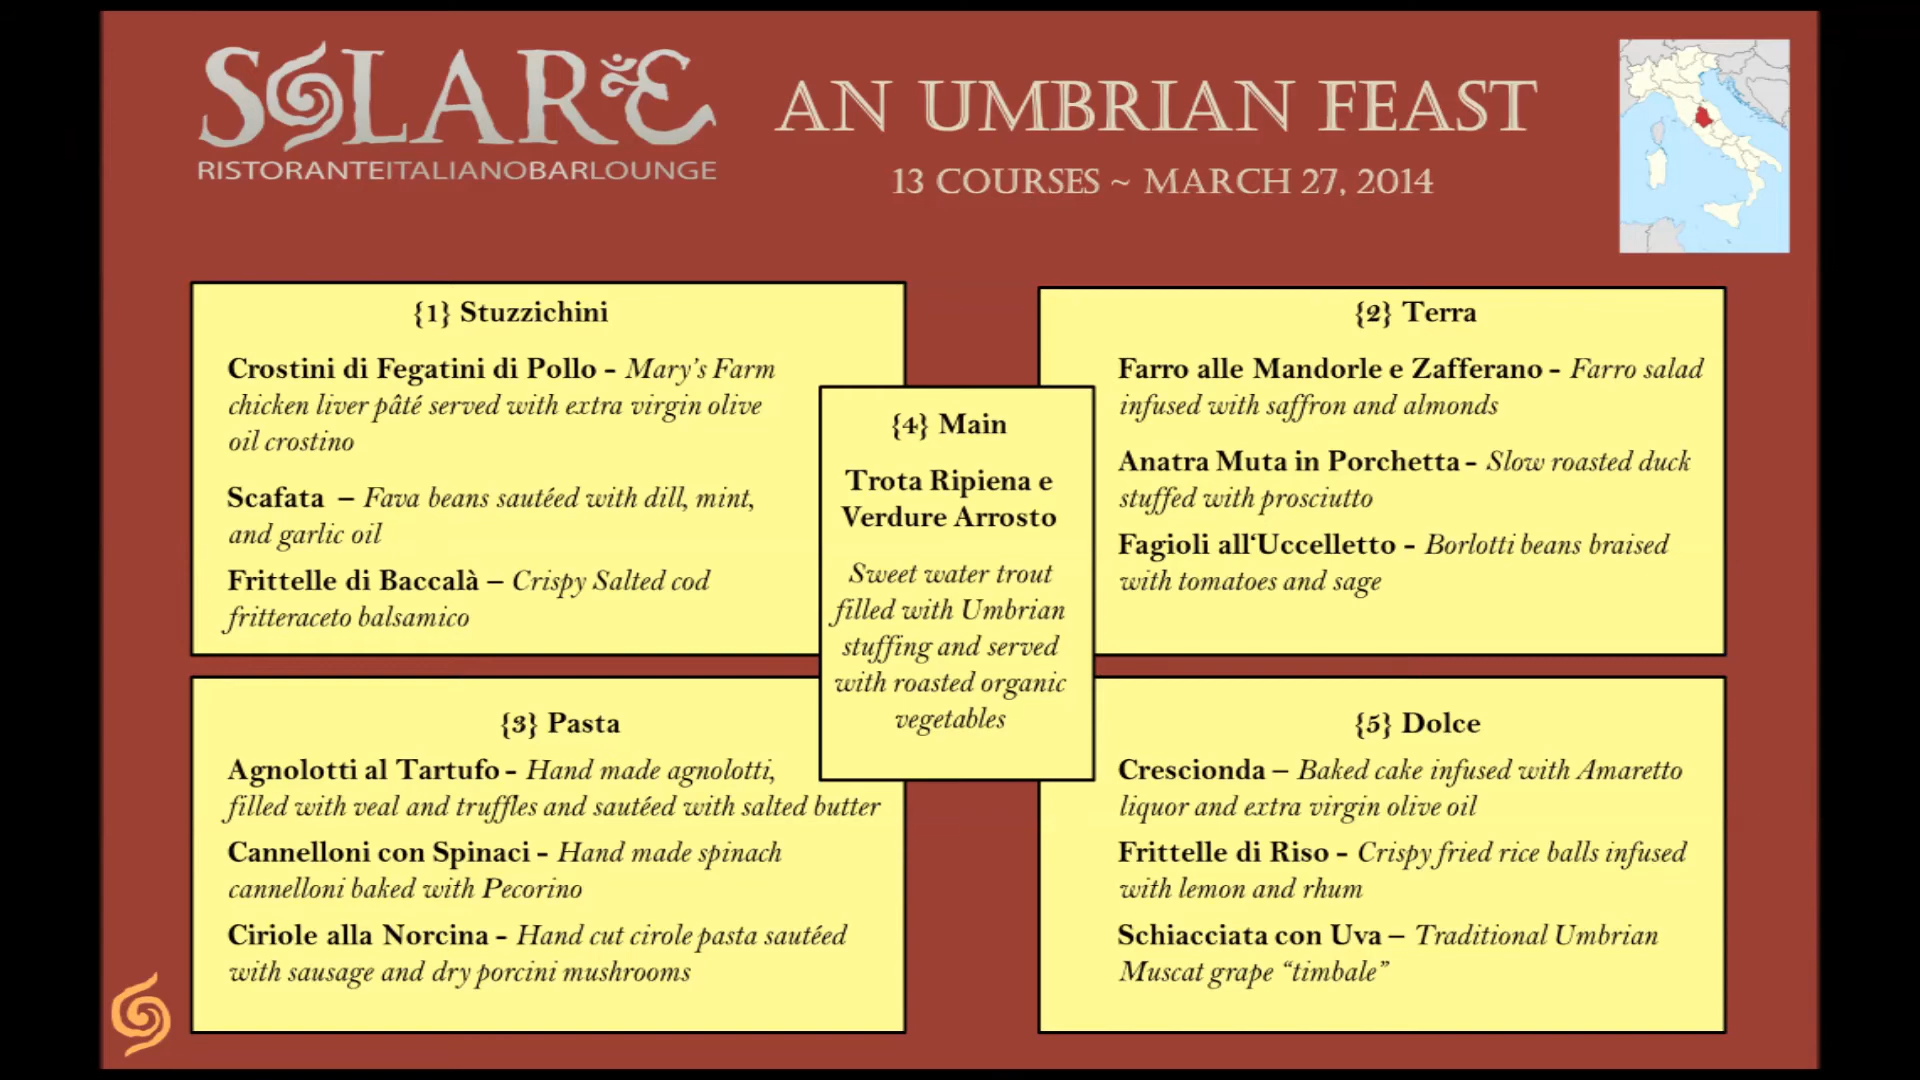 SOLARE
RISTORANTEITALIANOBARLOUNGE
AN UMBRIAN FEAST
13 COURSES ~ MARCH 27, 2014
{1} Stuzzichini
Crostini di Fegatini di Pollo - Mary's Farm
chicken liver pâté served with extra virgin olive
oil crostino
Scafata – Fava beans sautéed with dill, mint,
and garlic oil
Frittelle di Baccalà – Crispy Salted cod
fritteraceto balsamico
{2} Terra
Farro alle Mandorle e Zafferano - Farro salad
infused with saffron and almonds
Anatra Muta in Porchetta - Slow roasted duck
stuffed with prosciutto
Fagioli all‘Uccelletto - Borlotti beans braised
with tomatoes and sage
{3} Pasta
Agnolotti al Tartufo - Hand made agnolotti,
filled with veal and truffles and sautéed with salted butter
Cannelloni con Spinaci - Hand made spinach
cannelloni baked with Pecorino
Ciriole alla Norcina - Hand cut cirole pasta sautéed
with sausage and dry porcini mushrooms
{4} Main
Trota Ripiena e
Verdure Arrosto
Sweet water trout
filled with Umbrian
stuffing and served
with roasted organic
vegetables
{5} Dolce
Crescionda – Baked cake infused with Amaretto
liquor and extra virgin olive oil
Frittelle di Riso - Crispy fried rice balls infused
with lemon and rhum
Schiacciata con Uva – Traditional Umbrian
Muscat grape “timbale”